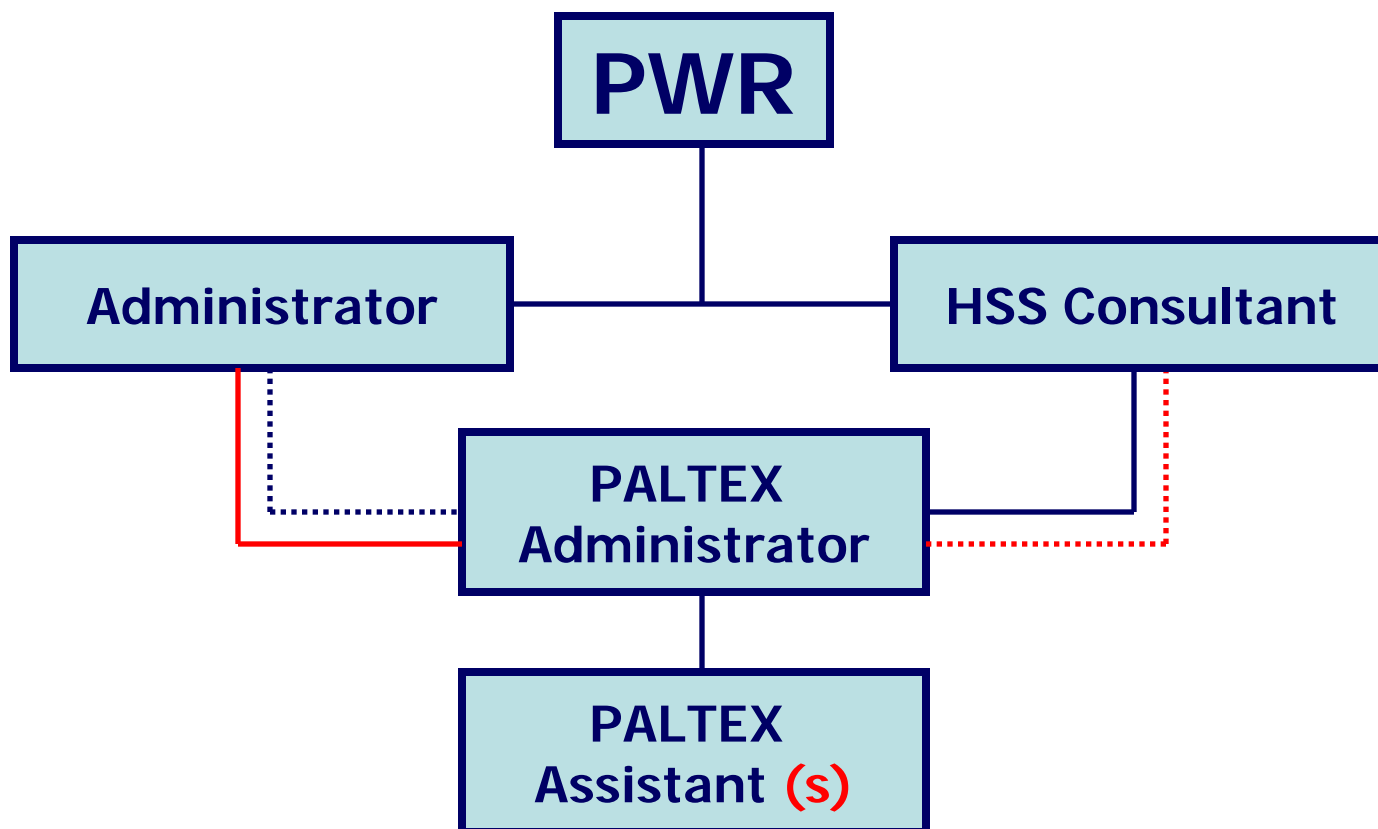 PWR
Administrator
HSS Consultant
PALTEX
Administrator
PALTEX
Assistant (s)